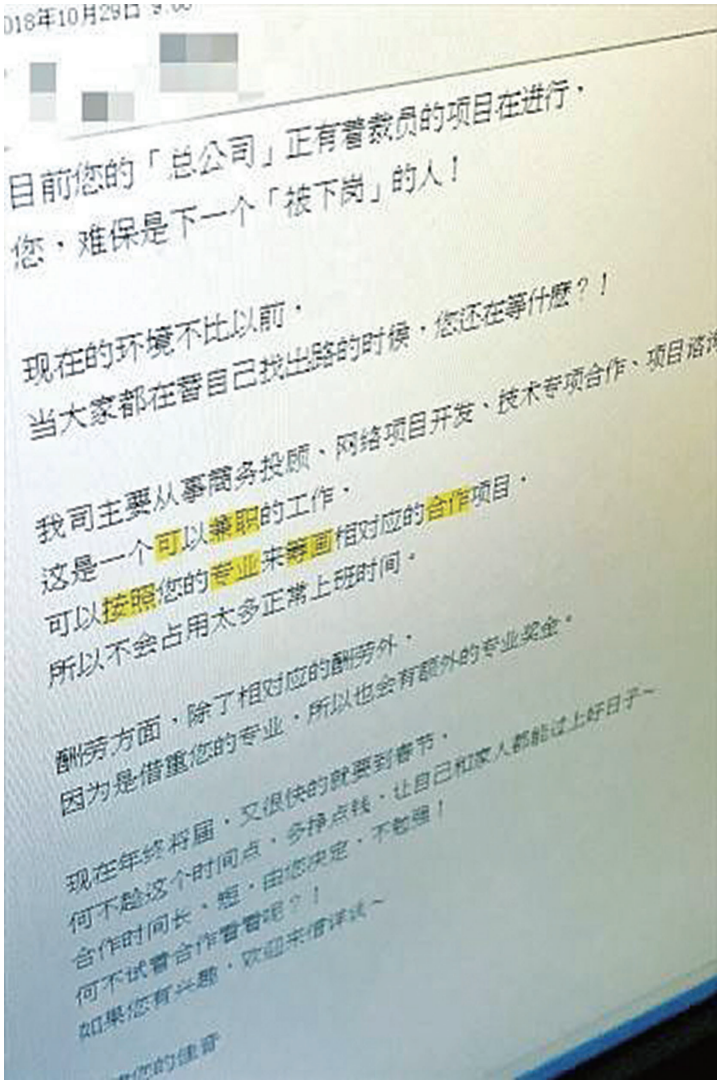 018年10月29日 9:00
目前您的「总公司」正有着裁员的项目在进行，
您，难保是下一个「被下岗」的人！
现在的环境不比以前，
当大家都在替自己找出路的时候，您还在等什麽？！
我司主要从事商务投顾、网络项目开发、技术专项合作、项目谘询
这是一个可以兼职的工作，
可以按照您的专业来筹画相对应的合作项目，
所以不会占用太多正常上班时间。
酬劳方面，除了相对应的酬劳外，
因为是借重您的专业，所以也会有额外的专业奖金。
现在年终将届，又很快的就要到春节，
何不趁这个时间点，多挣点钱，让自己和家人都能过上好日子~
合作时间长、短，由您决定，不勉强！
何不试着合作看看呢？！
如果您有兴趣，欢迎来信详谈~
您的佳音